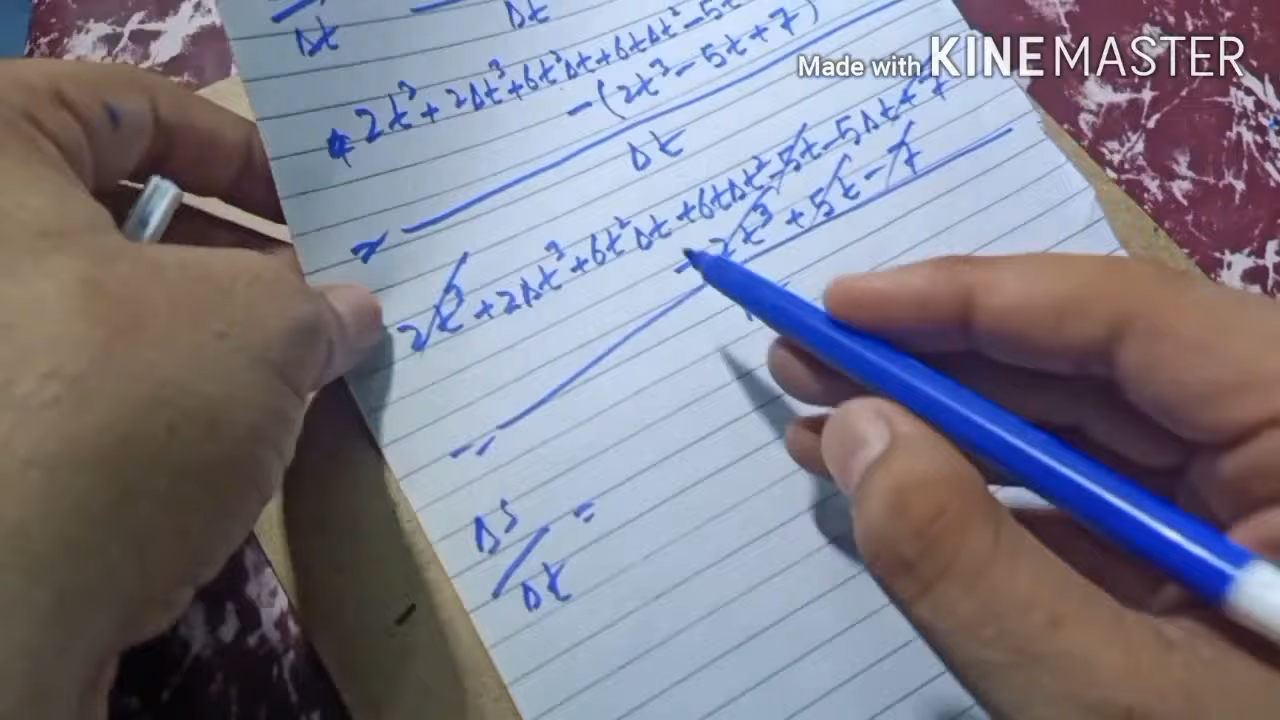 Δt Δt
2t³ + 2Δt³ + 6t²Δt + 6tΔt² - 5t
- (2t³ - 5t + 7)
Δt
=
2t³ + 2Δt³ + 6t²Δt + 6tΔt² - 5t - 5Δt + 7
- 2t³ + 5t - 7
=
ΔS/Δt =
Made with KINEMASTER